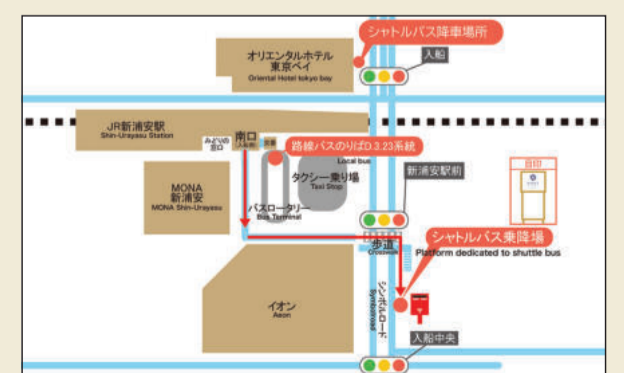 シャトルバス降車場所
オリエンタルホテル
東京ベイ
Oriental Hotel tokyo bay
入船
JR新浦安駅
Shin-Urayasu Station
みどりの
窓口
南口
路線バスのりばD.3.23系統
Local bus
タクシー乗り場
Taxi Stop
新浦安駅前
目印
MONA
新浦安
MONA Shin-Urayasu
バスロータリー
Bus Terminal
歩道
Crosswalk
シャトルバス乗降場
Platform dedicated to shuttle bus
イオン
Aeon
シンボルロード
Symbolroad
入船中央